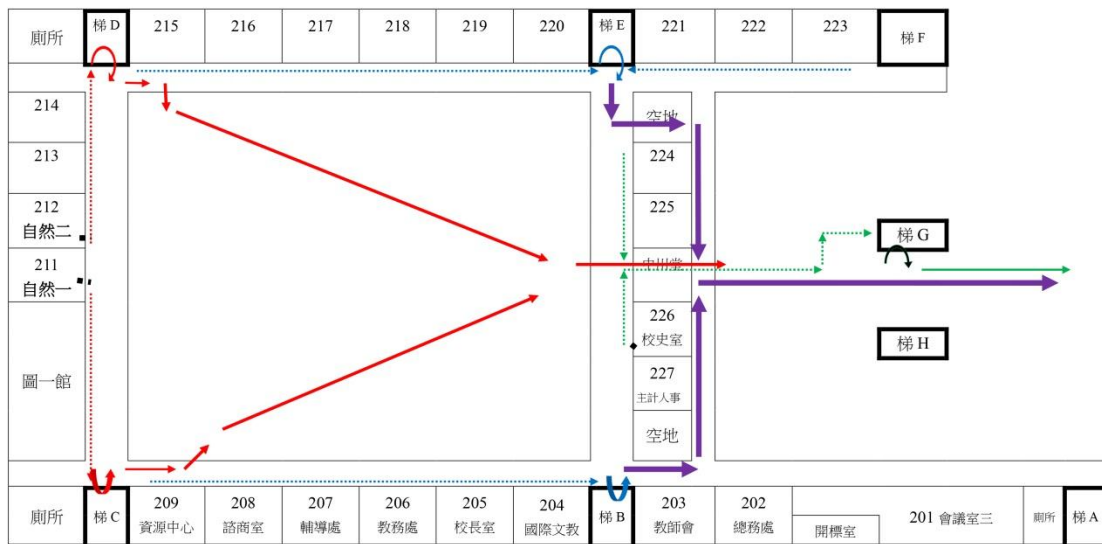 廁所
梯 D
215
216
217
218
219
220
梯 E
221
222
223
梯 F
214
213
212
自然二
211
自然一
圖一館
空地
224
225
中川堂
226
校史室
227
主計人事
空地
梯 G
梯 H
廁所
梯 C
209
資源中心
208
諮商室
207
輔導處
206
教務處
205
校長室
204
國際文教
梯 B
203
教師會
202
總務處
開標室
201 會議室三
廁所
梯 A